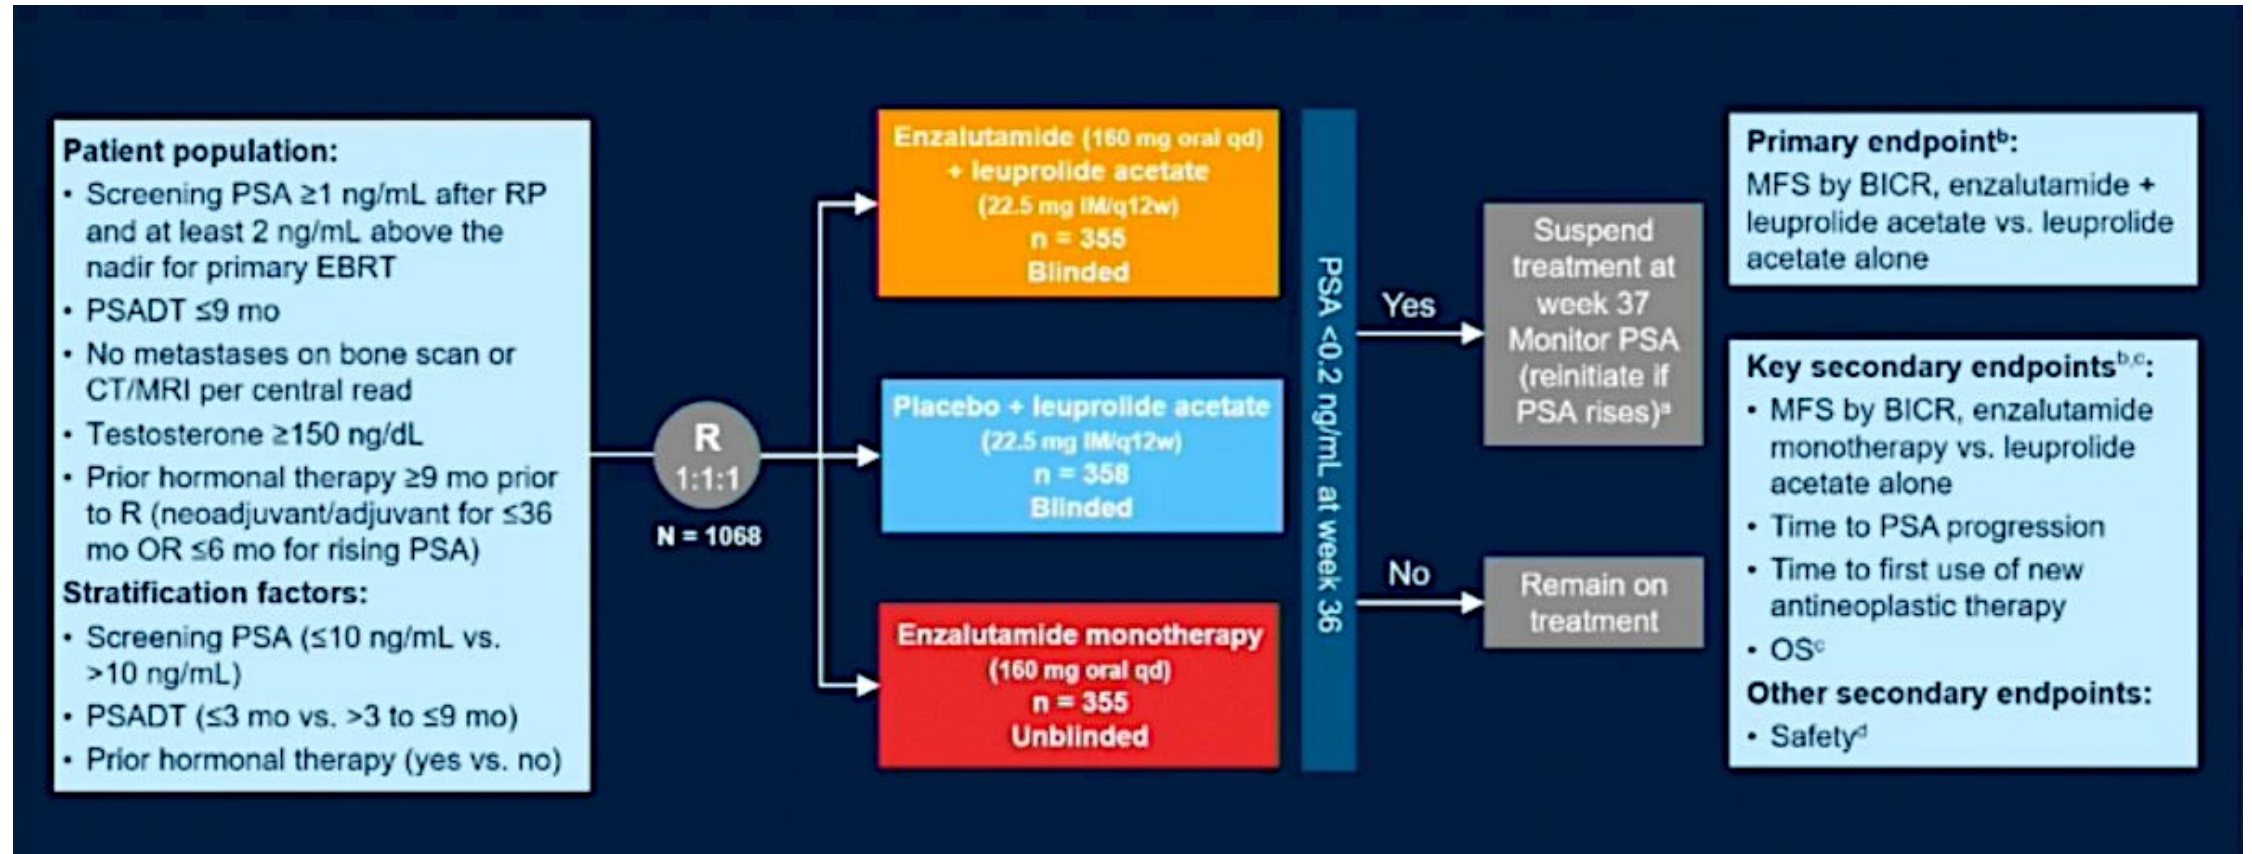 Patient population:
• Screening PSA ≥1 ng/mL after RP
and at least 2 ng/mL above the
nadir for primary EBRT
• PSADT ≤9 mo
• No metastases on bone scan or
CT/MRI per central read
• Testosterone ≥150 ng/dL
• Prior hormonal therapy ≥9 mo prior
to R (neoadjuvant/adjuvant for ≤36
mo OR ≤6 mo for rising PSA)
Stratification factors:
• Screening PSA (≤10 ng/mL vs.
>10 ng/mL)
• PSADT (≤3 mo vs. >3 to ≤9 mo)
• Prior hormonal therapy (yes vs. no)
R
1:1:1
N = 1068
Enzalutamide (160 mg oral qd)
+ leuprolide acetate
(22.5 mg IM/q12w)
n = 355
Blinded
Placebo + leuprolide acetate
(22.5 mg IM/q12w)
n = 358
Blinded
Enzalutamide monotherapy
(160 mg oral qd)
n = 355
Unblinded
PSA <0.2 ng/mL at week 36
Yes
No
Suspend
treatment at
week 37
Monitor PSA
(reinitiate if
PSA rises)ᵃ
Remain on
treatment
Primary endpointᵇ:
MFS by BICR, enzalutamide +
leuprolide acetate vs. leuprolide
acetate alone
Key secondary endpointsᵇ,ᶜ:
• MFS by BICR, enzalutamide
monotherapy vs. leuprolide
acetate alone
• Time to PSA progression
• Time to first use of new
antineoplastic therapy
• OSᶜ
Other secondary endpoints:
• Safetyᵈ